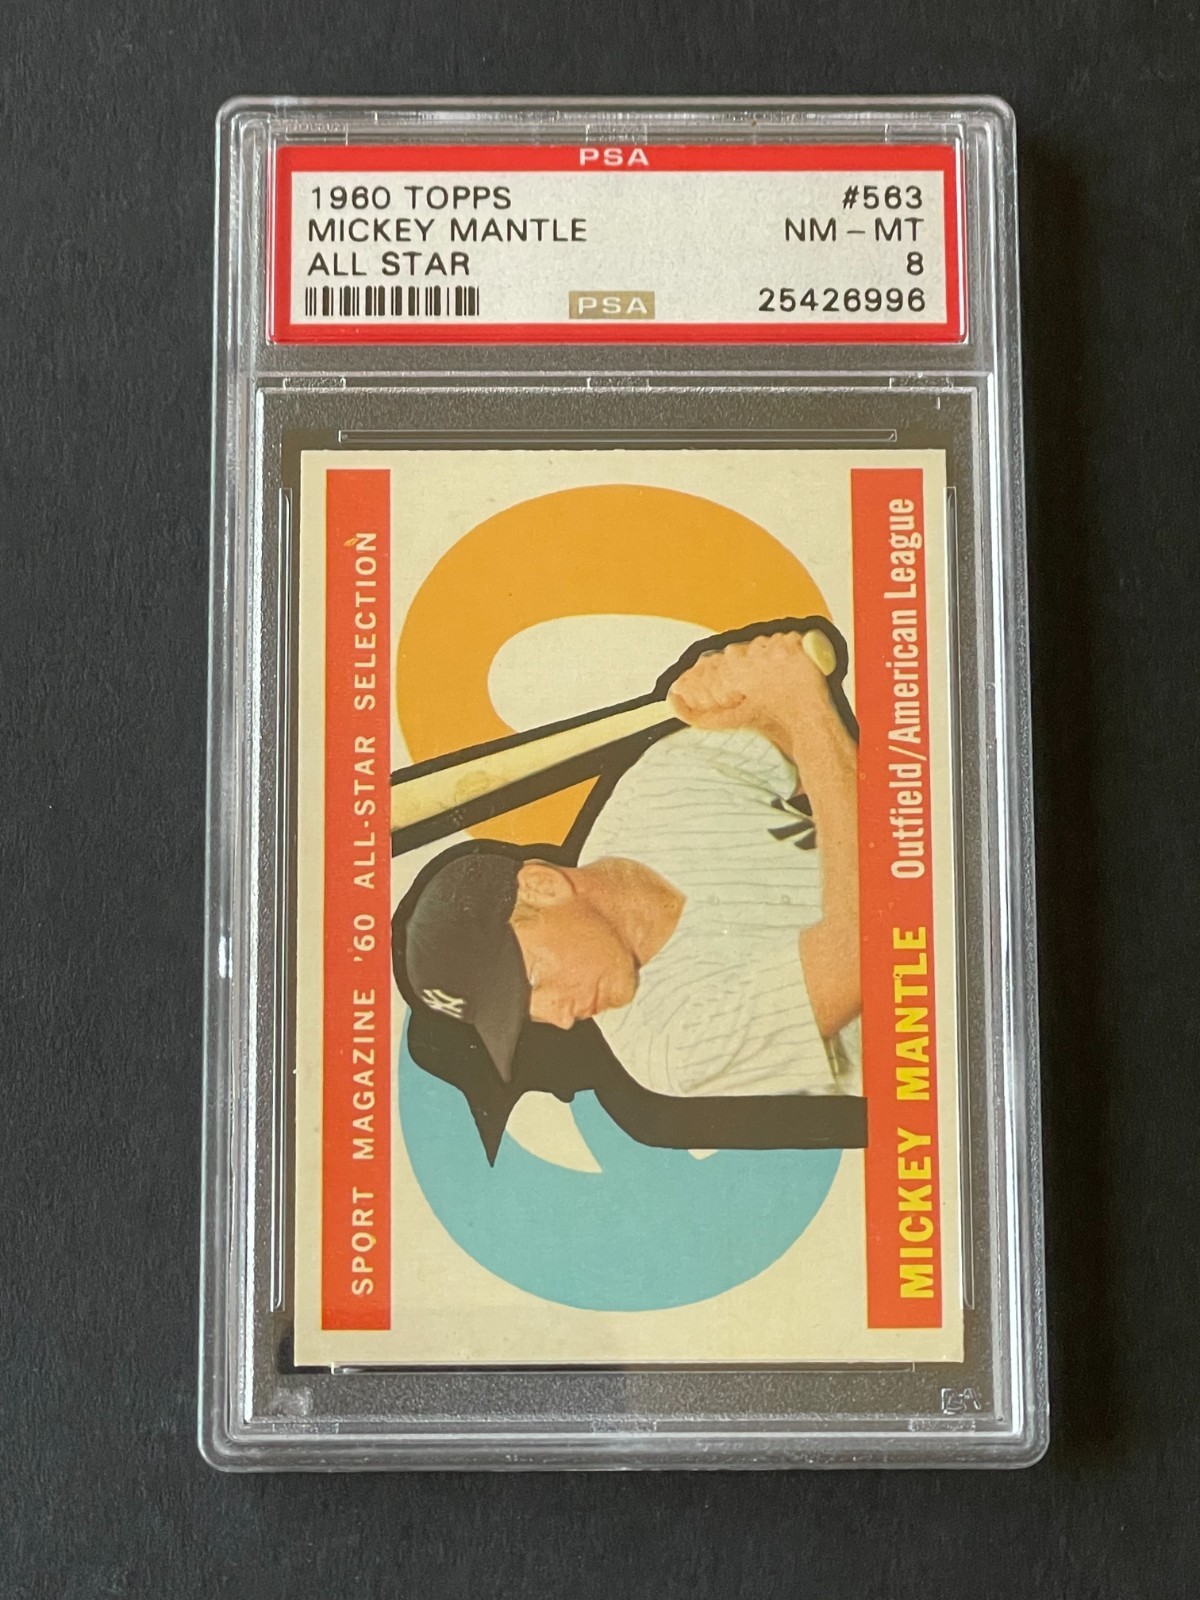 PSA
1960 TOPPS #563
MICKEY MANTLE NM - MT
ALL STAR 8
PSA 25426996
SPORT MAGAZINE '60 ALL-STAR SELECTION
NY
MICKEY MANTLE Outfield/American League